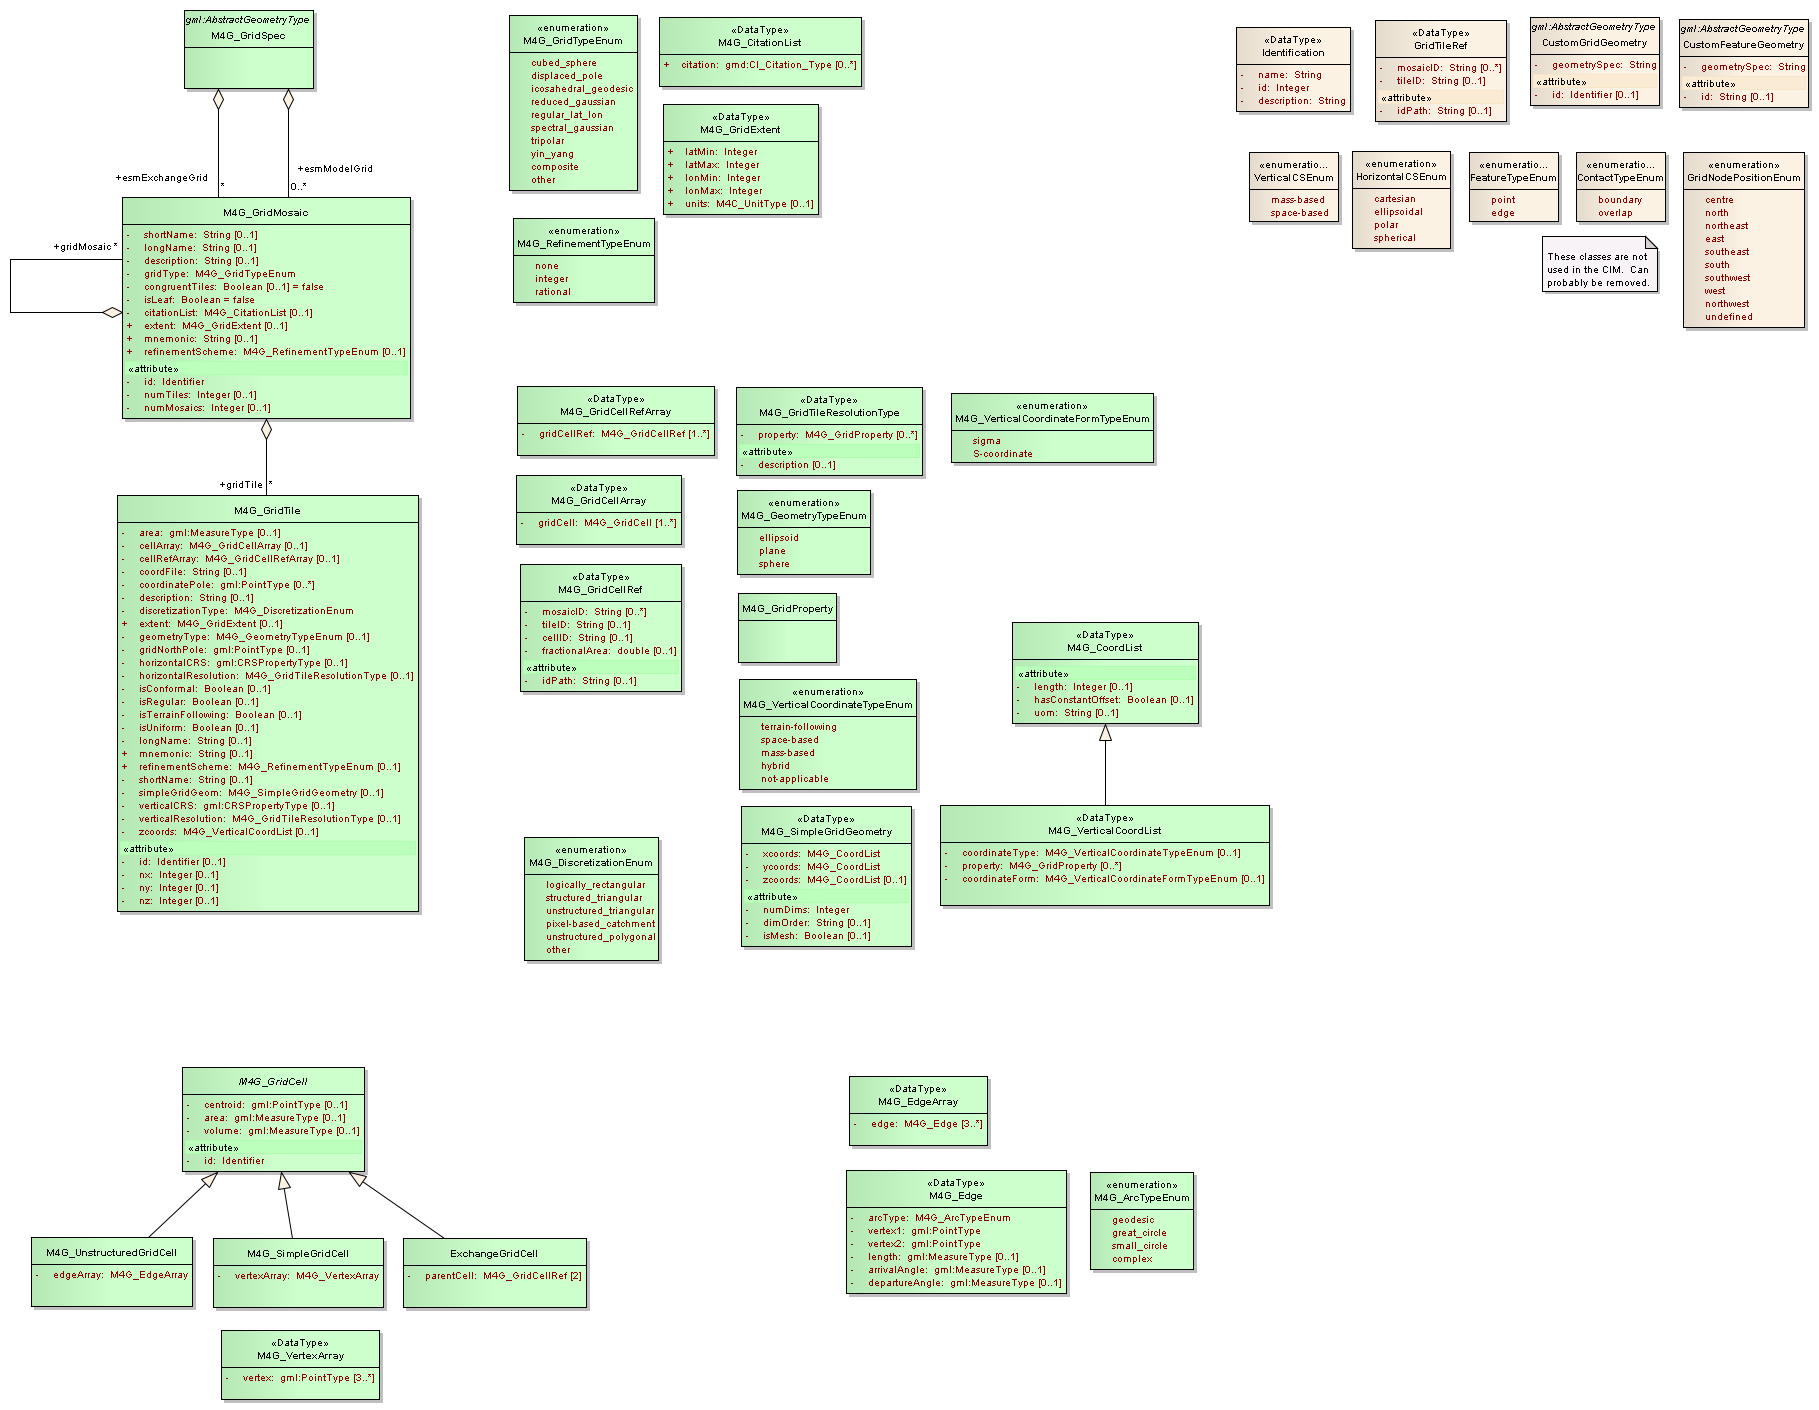 gml:AbstractGeometryType
M4G_GridSpec
+esmExchangeGrid
*
+esmModelGrid
0..*
M4G_GridMosaic
- shortName: String [0..1]
- longName: String [0..1]
- description: String [0..1]
- gridType: M4G_GridTypeEnum
- congruentTiles: Boolean [0..1] = false
- isLeaf: Boolean = false
- citationList: M4G_CitationList [0..1]
+ extent: M4G_GridExtent [0..1]
+ mnemonic: String [0..1]
+ refinementScheme: M4G_RefinementTypeEnum [0..1]
«attribute»
- id: Identifier
- numTiles: Integer [0..1]
- numMosaics: Integer [0..1]
+gridMosaic *
+gridTile *
M4G_GridTile
- area: gml:MeasureType [0..1]
- cellArray: M4G_GridCellArray [0..1]
- cellRefArray: M4G_GridCellRefArray [0..1]
- coordFile: String [0..1]
- coordinatePole: gml:PointType [0..*]
- description: String [0..1]
- discretizationType: M4G_DiscretizationEnum
+ extent: M4G_GridExtent [0..1]
- geometryType: M4G_GeometryTypeEnum [0..1]
- gridNorthPole: gml:PointType [0..1]
- horizontalCRS: gml:CRSPropertyType [0..1]
- horizontalResolution: M4G_GridTileResolutionType [0..1]
- isConformal: Boolean [0..1]
- isRegular: Boolean [0..1]
- isTerrainFollowing: Boolean [0..1]
- isUniform: Boolean [0..1]
- longName: String [0..1]
+ mnemonic: String [0..1]
+ refinementScheme: M4G_RefinementTypeEnum [0..1]
- shortName: String [0..1]
- simpleGridGeom: M4G_SimpleGridGeometry [0..1]
- verticalCRS: gml:CRSPropertyType [0..1]
- verticalResolution: M4G_GridTileResolutionType [0..1]
- zcoords: M4G_VerticalCoordList [0..1]
«attribute»
- id: Identifier [0..1]
- nx: Integer [0..1]
- ny: Integer [0..1]
- nz: Integer [0..1]
«enumeration»
M4G_GridTypeEnum
cubed_sphere
displaced_pole
icosahedral_geodesic
reduced_gaussian
regular_lat_lon
spectral_gaussian
tripolar
yin_yang
composite
other
«DataType»
M4G_CitationList
+ citation: gmd:CI_Citation_Type [0..*]
«DataType»
M4G_GridExtent
+ latMin: Integer
+ latMax: Integer
+ lonMin: Integer
+ lonMax: Integer
+ units: M4C_UnitType [0..1]
«enumeration»
M4G_RefinementTypeEnum
none
integer
rational
«DataType»
Identification
- name: String
- id: Integer
- description: String
«DataType»
GridTileRef
- mosaicID: String [0..*]
- tileID: String [0..1]
«attribute»
- idPath: String [0..1]
gml:AbstractGeometryType
CustomGridGeometry
- geometrySpec: String
«attribute»
- id: Identifier [0..1]
gml:AbstractGeometryType
CustomFeatureGeometry
- geometrySpec: String
«attribute»
- id: String [0..1]
«enumeratio...
VerticalCSEnum
mass-based
space-based
«enumeration»
HorizontalCSEnum
cartesian
ellipsoidal
polar
spherical
«enumeratio...
FeatureTypeEnum
point
edge
«enumeratio...
ContactTypeEnum
boundary
overlap
«enumeration»
GridNodePositionEnum
centre
north
northeast
east
southeast
south
southwest
west
northwest
undefined
These classes are not
used in the CIM. Can
probably be removed.
«DataType»
M4G_GridCellRefArray
- gridCellRef: M4G_GridCellRef [1..*]
«DataType»
M4G_GridTileResolutionType
- property: M4G_GridProperty [0..*]
«attribute»
- description [0..1]
«enumeration»
M4G_VerticalCoordinateFormTypeEnum
sigma
S-coordinate
«DataType»
M4G_GridCellArray
- gridCell: M4G_GridCell [1..*]
«enumeration»
M4G_GeometryTypeEnum
ellipsoid
plane
sphere
«DataType»
M4G_GridCellRef
- mosaicID: String [0..*]
- tileID: String [0..1]
- cellID: String [0..1]
- fractionalArea: double [0..1]
«attribute»
- idPath: String [0..1]
M4G_GridProperty
«DataType»
M4G_CoordList
«attribute»
- length: Integer [0..1]
- hasConstantOffset: Boolean [0..1]
- uom: String [0..1]
«enumeration»
M4G_VerticalCoordinateTypeEnum
terrain-following
space-based
mass-based
hybrid
not-applicable
«DataType»
M4G_SimpleGridGeometry
- xcoords: M4G_CoordList
- ycoords: M4G_CoordList
- zcoords: M4G_CoordList [0..1]
«attribute»
- numDims: Integer
- dimOrder: String [0..1]
- isMesh: Boolean [0..1]
«DataType»
M4G_VerticalCoordList
- coordinateType: M4G_VerticalCoordinateTypeEnum [0..1]
- property: M4G_GridProperty [0..*]
- coordinateForm: M4G_VerticalCoordinateFormTypeEnum [0..1]
«enumeration»
M4G_DiscretizationEnum
logically_rectangular
structured_triangular
unstructured_triangular
pixel-based_catchment
unstructured_polygonal
other
M4G_GridCell
- centroid: gml:PointType [0..1]
- area: gml:MeasureType [0..1]
- volume: gml:MeasureType [0..1]
«attribute»
- id: Identifier
M4G_UnstructuredGridCell
- edgeArray: M4G_EdgeArray
M4G_SimpleGridCell
- vertexArray: M4G_VertexArray
ExchangeGridCell
- parentCell: M4G_GridCellRef [2]
«DataType»
M4G_VertexArray
- vertex: gml:PointType [3..*]
«DataType»
M4G_EdgeArray
- edge: M4G_Edge [3..*]
«DataType»
M4G_Edge
- arcType: M4G_ArcTypeEnum
- vertex1: gml:PointType
- vertex2: gml:PointType
- length: gml:MeasureType [0..1]
- arrivalAngle: gml:MeasureType [0..1]
- departureAngle: gml:MeasureType [0..1]
«enumeration»
M4G_ArcTypeEnum
geodesic
great_circle
small_circle
complex